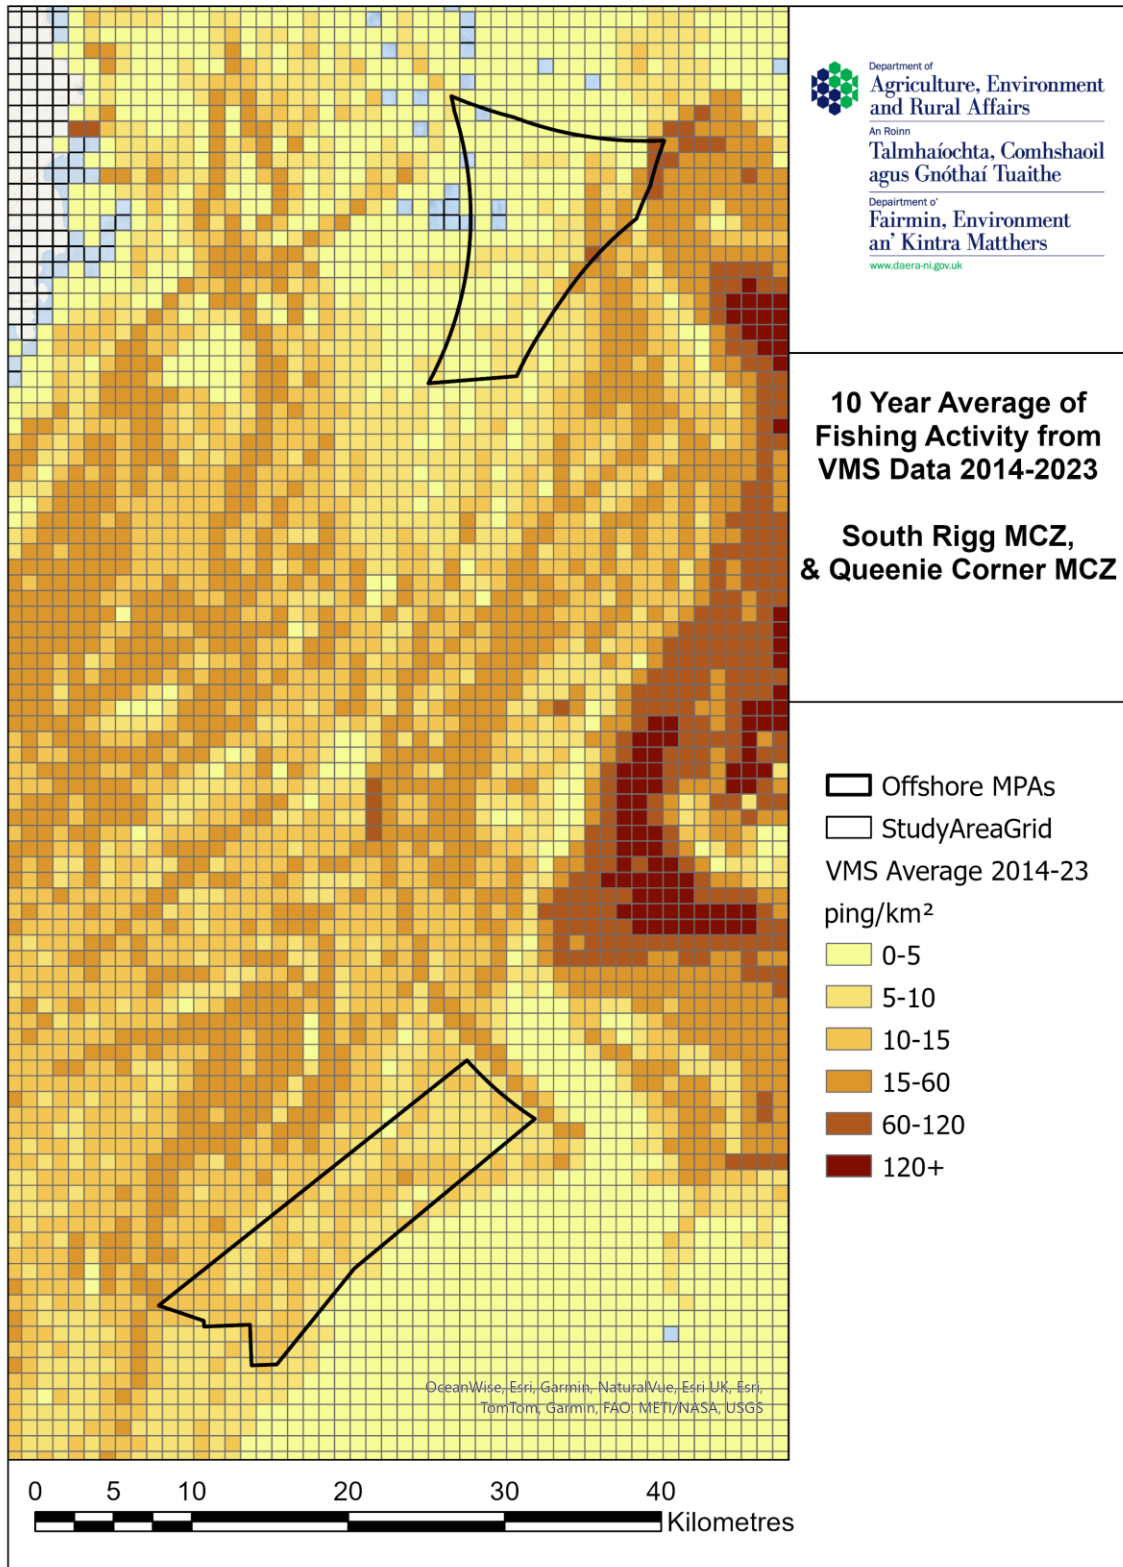 Department of
Agriculture, Environment
and Rural Affairs
An Roinn
Talmhaíochta, Comhshaoil
agus Gnóthaí Tuaithe
Depairtment o'
Fairmin, Environment
an' Kintra Matthers
www.daera-ni.gov.uk
10 Year Average of
Fishing Activity from
VMS Data 2014-2023
South Rigg MCZ,
& Queenie Corner MCZ
Offshore MPAs
StudyAreaGrid
VMS Average 2014-23
ping/km²
0-5
5-10
10-15
15-60
60-120
120+
OceanWise, Esri, Garmin, NaturalVue, Esri UK, Esri,
TomTom, Garmin, FAO, METI/NASA, USGS
0 5 10 20 30 40
Kilometres